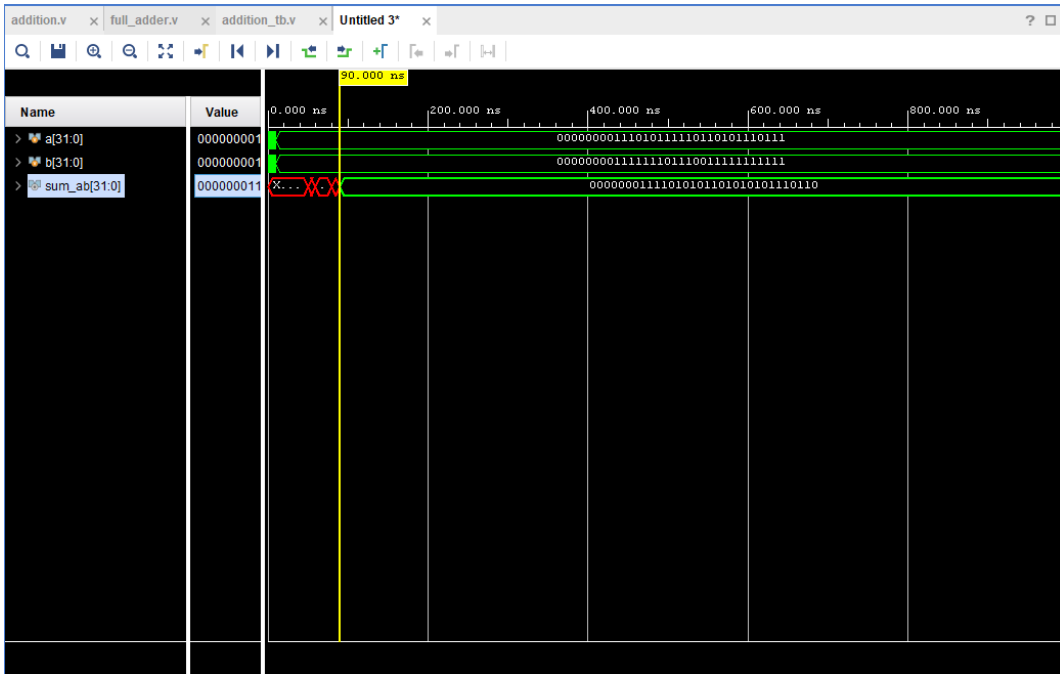 addition.v × full_adder.v × addition_tb.v × Untitled 3* × ?
90.000 ns
Name Value 0.000 ns 200.000 ns 400.000 ns 600.000 ns 800.000 ns
> a[31:0] 000000001 00000000111010111110110101110111
> b[31:0] 000000001 00000000111111101110011111111111
> sum_ab[31:0] 000000011 X... . 00000001111010101101010101110110